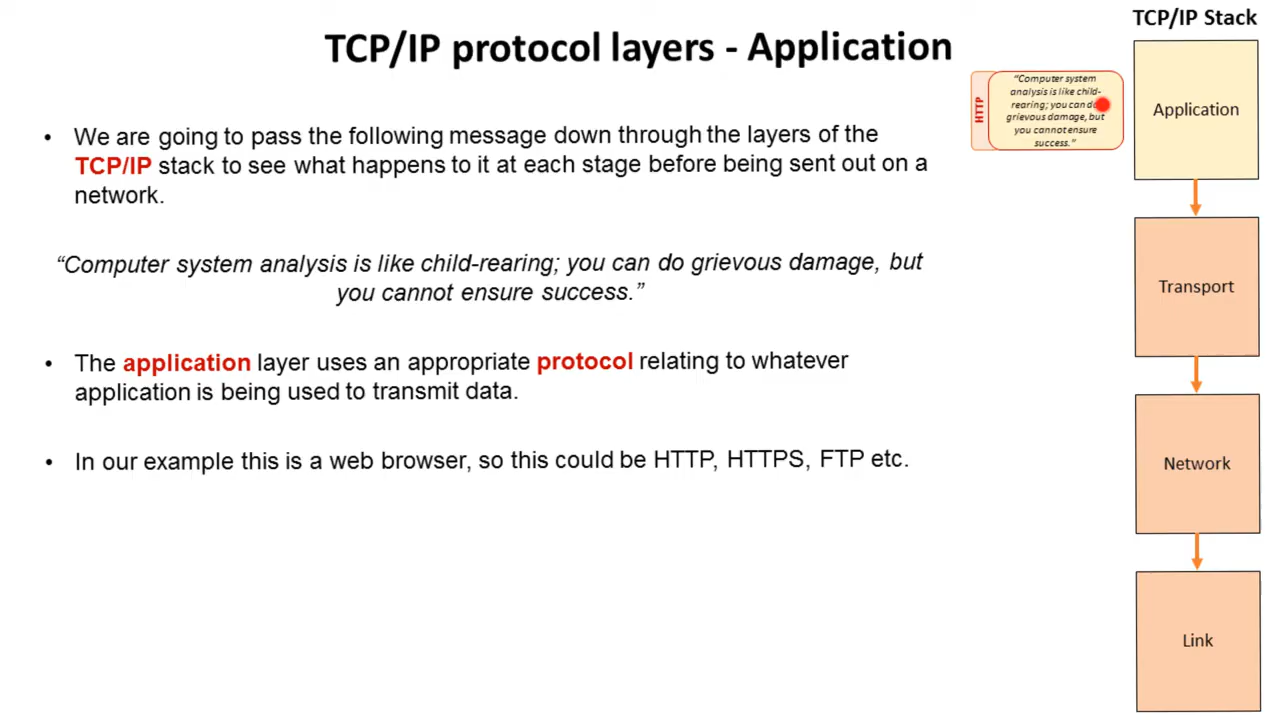 TCP/IP Stack
TCP/IP protocol layers - Application
• We are going to pass the following message down through the layers of the
TCP/IP stack to see what happens to it at each stage before being sent out on a
network.
“Computer system analysis is like child-rearing; you can do grievous damage, but
you cannot ensure success.”
• The application layer uses an appropriate protocol relating to whatever
application is being used to transmit data.
• In our example this is a web browser, so this could be HTTP, HTTPS, FTP etc.
HTTP
“Computer system
analysis is like child-
rearing; you can do
grievous damage, but
you cannot ensure
success.”
Application
Transport
Network
Link